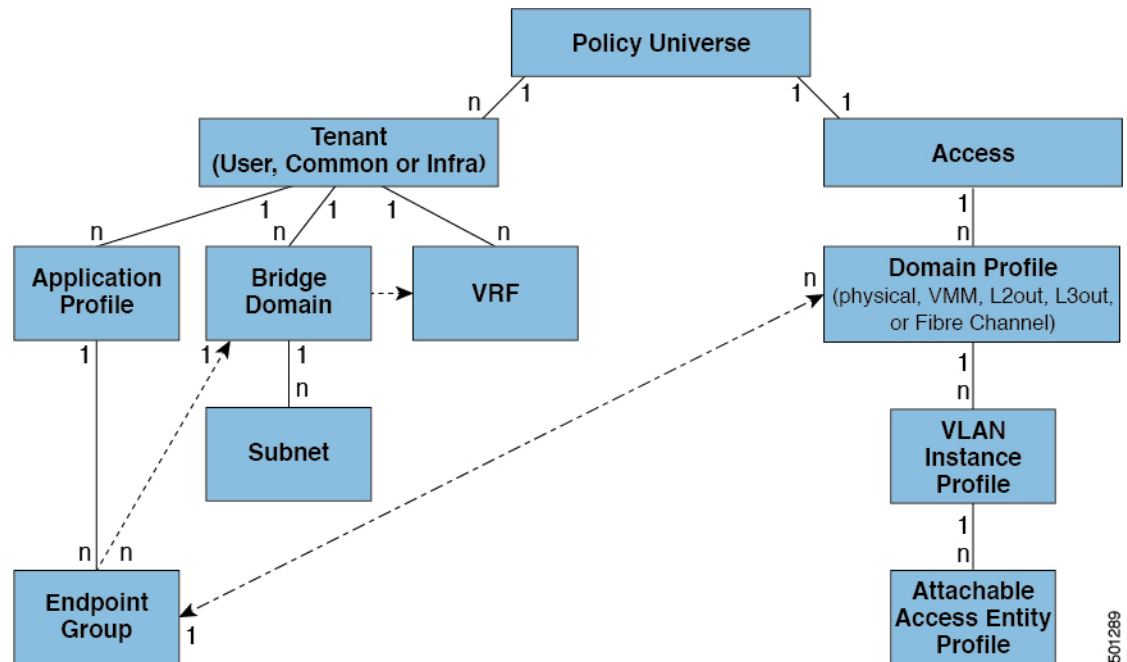 Policy Universe
n
1
1
1
Tenant
(User, Common or Infra)
Access
1
1
1
1
n
n
n
n
Application
Profile
Bridge
Domain
VRF
n
Domain Profile
(physical, VMM, L2out, L3out,
or Fibre Channel)
1
1
1
1
n
n
Subnet
VLAN
Instance
Profile
1
n
n
n
Endpoint
Group
1
Attachable
Access Entity
Profile
501289